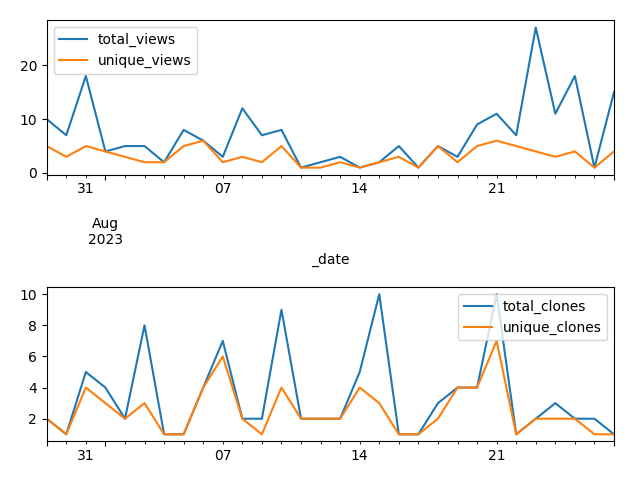 total_views
unique_views
20
10
0
31
07
14
21
Aug
2023
_date
total_clones
unique_clones
10
8
6
4
2
31
07
14
21